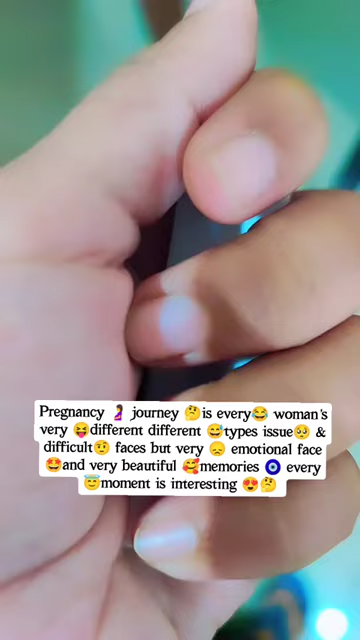 Pregnancy 🤰 journey 🤔is every😂 woman's
very 😝different different 😅types issue🥺 &
difficult🤨 faces but very 😞 emotional face
🤩and very beautiful 🥰memories 🧿 every
😇moment is interesting 😍🤔